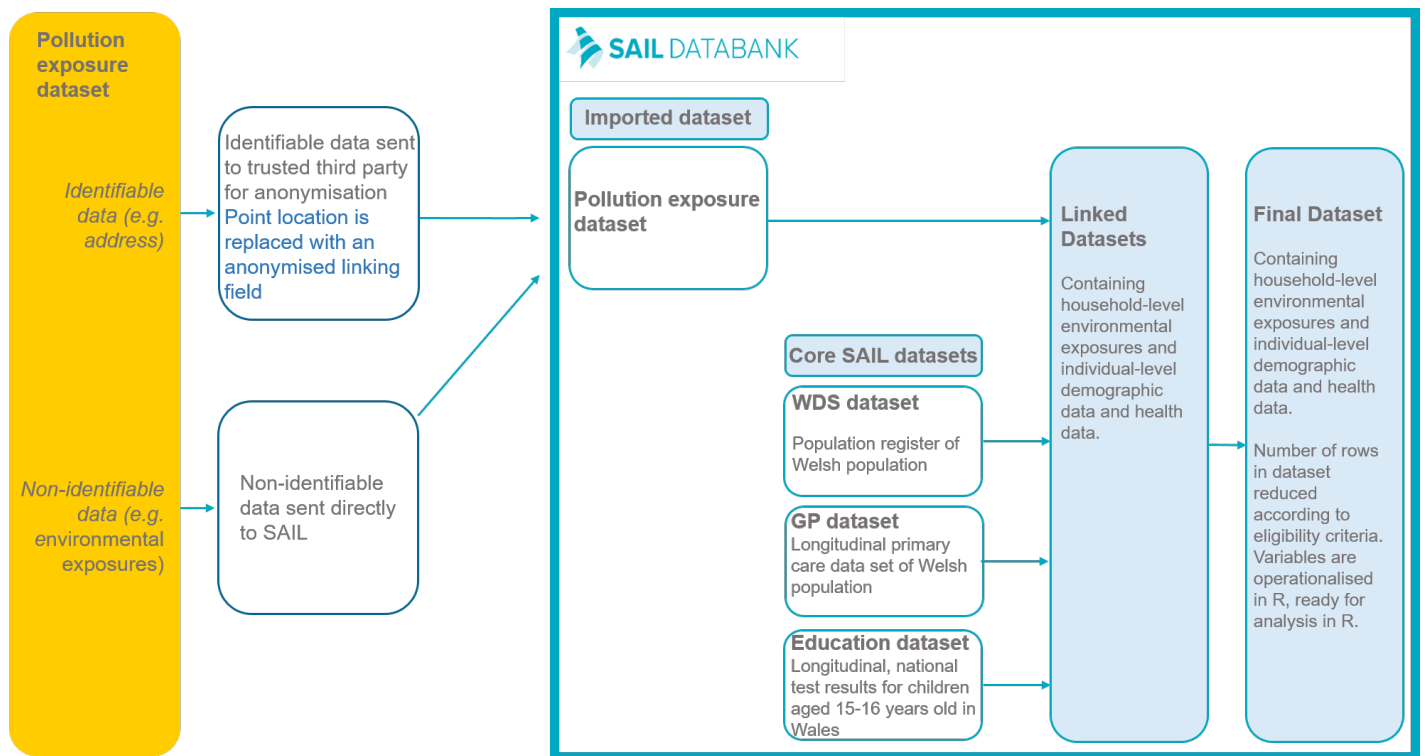 Pollution
exposure
dataset
Identifiable
data (e.g.
address)
Non-identifiable
data (e.g.
environmental
exposures)
Identifiable data sent
to trusted third party
for anonymisation
Point location is
replaced with an
anonymised linking
field
Non-identifiable
data sent directly
to SAIL
SAIL DATABANK
Imported dataset
Pollution exposure
dataset
Core SAIL datasets
WDS dataset
Population register of
Welsh population
GP dataset
Longitudinal primary
care data set of Welsh
population
Education dataset
Longitudinal, national
test results for children
aged 15-16 years old in
Wales
Linked
Datasets
Containing
household-level
environmental
exposures and
individual-level
demographic
data and health
data.
Final Dataset
Containing
household-level
environmental
exposures and
individual-level
demographic
data and health
data.
Number of rows
in dataset
reduced
according to
eligibility criteria.
Variables are
operationalised
in R, ready for
analysis in R.